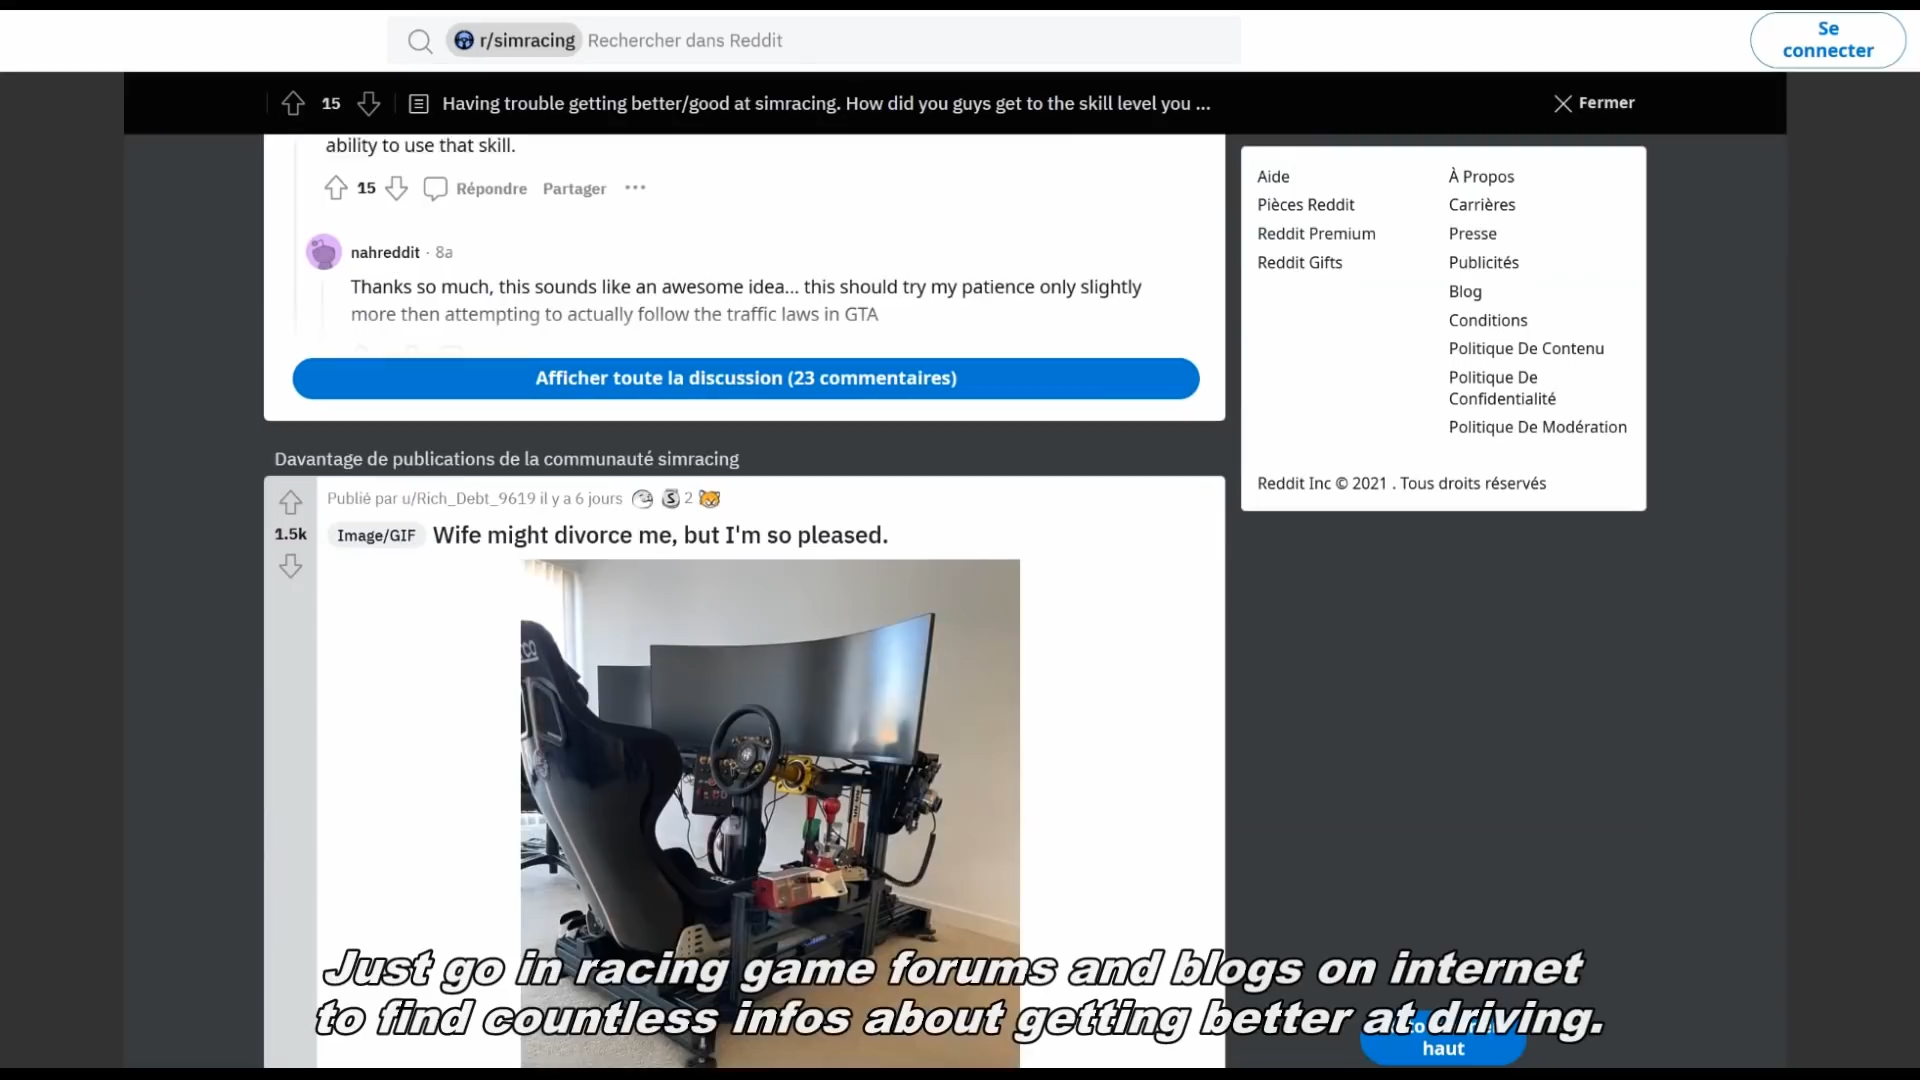 r/simracing Rechercher dans Reddit
Se
connecter
15 Having trouble getting better/good at simracing. How did you guys get to the skill level you ...
Fermer
ability to use that skill.
15 Répondre Partager ...
nahreddit · 8a
Thanks so much, this sounds like an awesome idea... this should try my patience only slightly
more then attempting to actually follow the traffic laws in GTA
Afficher toute la discussion (23 commentaires)
Aide
Pièces Reddit
Reddit Premium
Reddit Gifts
À Propos
Carrières
Presse
Publicités
Blog
Conditions
Politique De Contenu
Politique De
Confidentialité
Politique De Modération
Reddit Inc © 2021 . Tous droits réservés
Davantage de publications de la communauté simracing
Publié par u/Rich_Debt_9619 il y a 6 jours S 2
1.5k
Image/GIF Wife might divorce me, but I'm so pleased.
Just go in racing game forums and blogs on internet
to find countless infos about getting better at driving.
haut